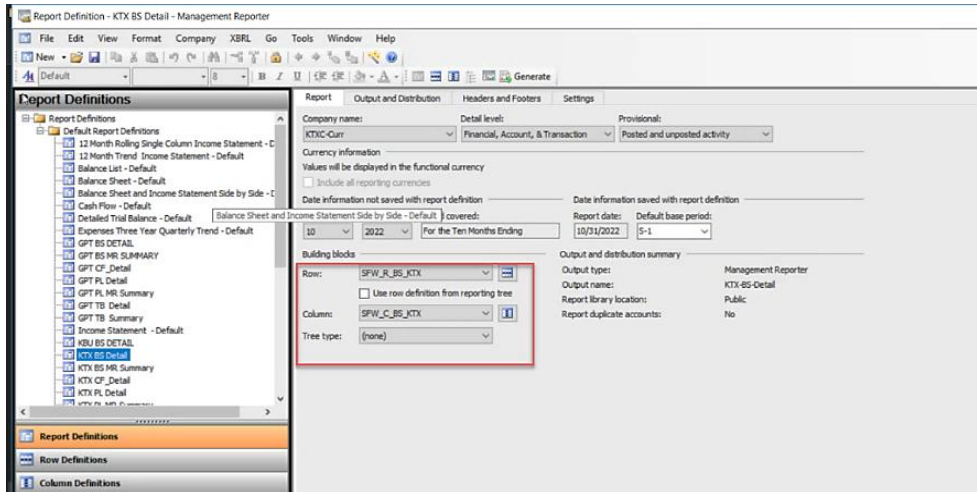 Report Definition - KTX BS Detail - Management Reporter
File Edit View Format Company XBRL Go Tools Window Help
New
Default 8 B I U A Generate
Report Definitions
Report Definitions
Default Report Definitions
12 Month Rolling Single Column Income Statement - D
12 Month Trend Income Statement - Default
Balance List - Default
Balance Sheet - Default
Balance Sheet and Income Statement Side by Side - D
Cash Flow - Default
Detailed Trial Balance - Default
Balance Sheet and Income Statement Side by Side - Default
Expenses Three Year Quarterly Trend - Default
GPT BS DETAIL
GPT BS MR SUMMARY
GPT CF_Detail
GPT PL Detail
GPT PL MR Summary
GPT TB Detail
GPT TB Summary
Income Statement - Default
KBU BS DETAIL
KTX BS Detail
KTX BS MR Summary
KTX CF_Detail
KTX PL Detail
KTX PL MR Summary
Report Definitions
Row Definitions
Column Definitions
Report Output and Distribution Headers and Footers Settings
Company name: Detail level: Provisional:
KTXC-Curr Financial, Account, & Transaction Posted and unposted activity
Currency information
Values will be displayed in the functional currency
Include all reporting currencies
Date information not saved with report definition Date information saved with report definition
covered: Report date: Default base period:
10 2022 For the Ten Months Ending 10/31/2022 S-1
Building blocks Output and distribution summary
Row: SFW_R_BS_KTX Output type: Management Reporter
Use row definition from reporting tree Output name: KTX-BS-Detail
Report library location: Public
Column: SFW_C_BS_KTX Report duplicate accounts: No
Tree type: (none)